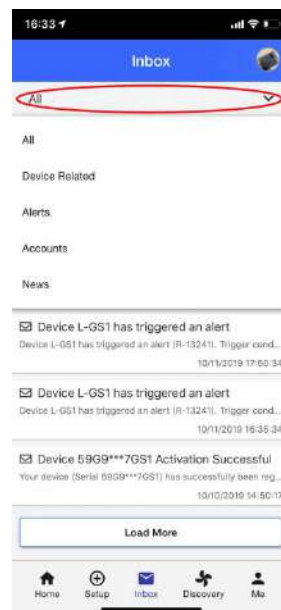 16:33
Inbox
All
All
Device Related
Alerts
Accounts
News
Device L-GS1 has triggered an alert
Device L-GS1 has triggered an alert (R-13241). Trigger cond...
10/11/2019 17:50:34
Device L-GS1 has triggered an alert
Device L-GS1 has triggered an alert (R-13241). Trigger cond...
10/11/2019 16:35:34
Device 59G9***7GS1 Activation Successful
Your device (Serial 59G9***7GS1) has successfully been reg...
10/10/2019 14:50:17
Load More
Home Setup Inbox Discovery Me